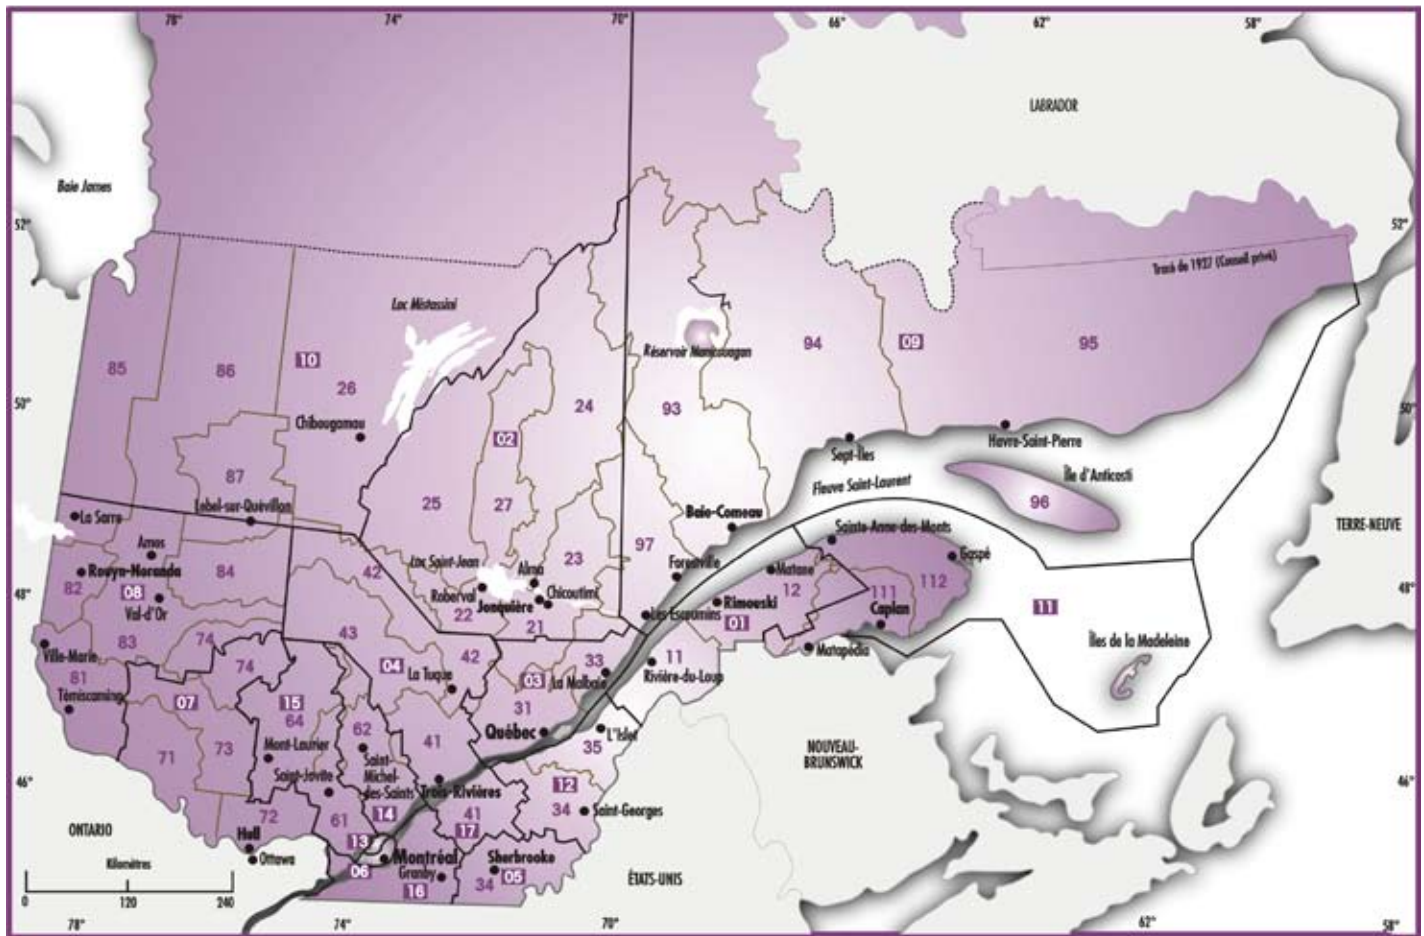 78°
74°
70°
66°
62°
58°
LABRADOR
Baie James
52°
52°
Tracé de 1927 (Conseil privé)
Lac Mistassini
10
85
86
26
Réservoir Manicouagan
94
09
95
50°
24
93
50°
Chibougamau
02
Sept-Îles
Havre-Saint-Pierre
87
Île d'Anticosti
Fleuve Saint-Laurent
25
27
96
Lebel-sur-Quévillon
La Sarre
Baie-Comeau
TERRE-NEUVE
Sainte-Anne-des-Monts
Amos
97
23
Gaspé
Rouyn-Noranda
84
42
Lac Saint-Jean
Alma
Forestville
Matane
82
08
Roberval
Chicoutimi
12
111
112
48°
48°
Val-d'Or
Jonquière
Rimouski
Caplan
11
22
21
Les Escoumins
01
83
74
43
Matapédia
Îles de la Madeleine
Ville-Marie
74
42
33
11
81
04
03
La Malbaie
Rivière-du-Loup
Témiscaming
07
15
La Tuque
64
31
62
41
Québec
L'Islet
71
73
Mont-Laurier
35
NOUVEAU-
BRUNSWICK
Saint-Jovite
Saint-
Michel-
des-Saints
46°
46°
Trois-Rivières
12
72
61
14
41
34
Saint-Georges
ONTARIO
Hull
13
17
Ottawa
Montréal
Sherbrooke
Kilomètres
06
Granby
34
05
ÉTATS-UNIS
16
0
120
240
78°
74°
70°
62°
58°